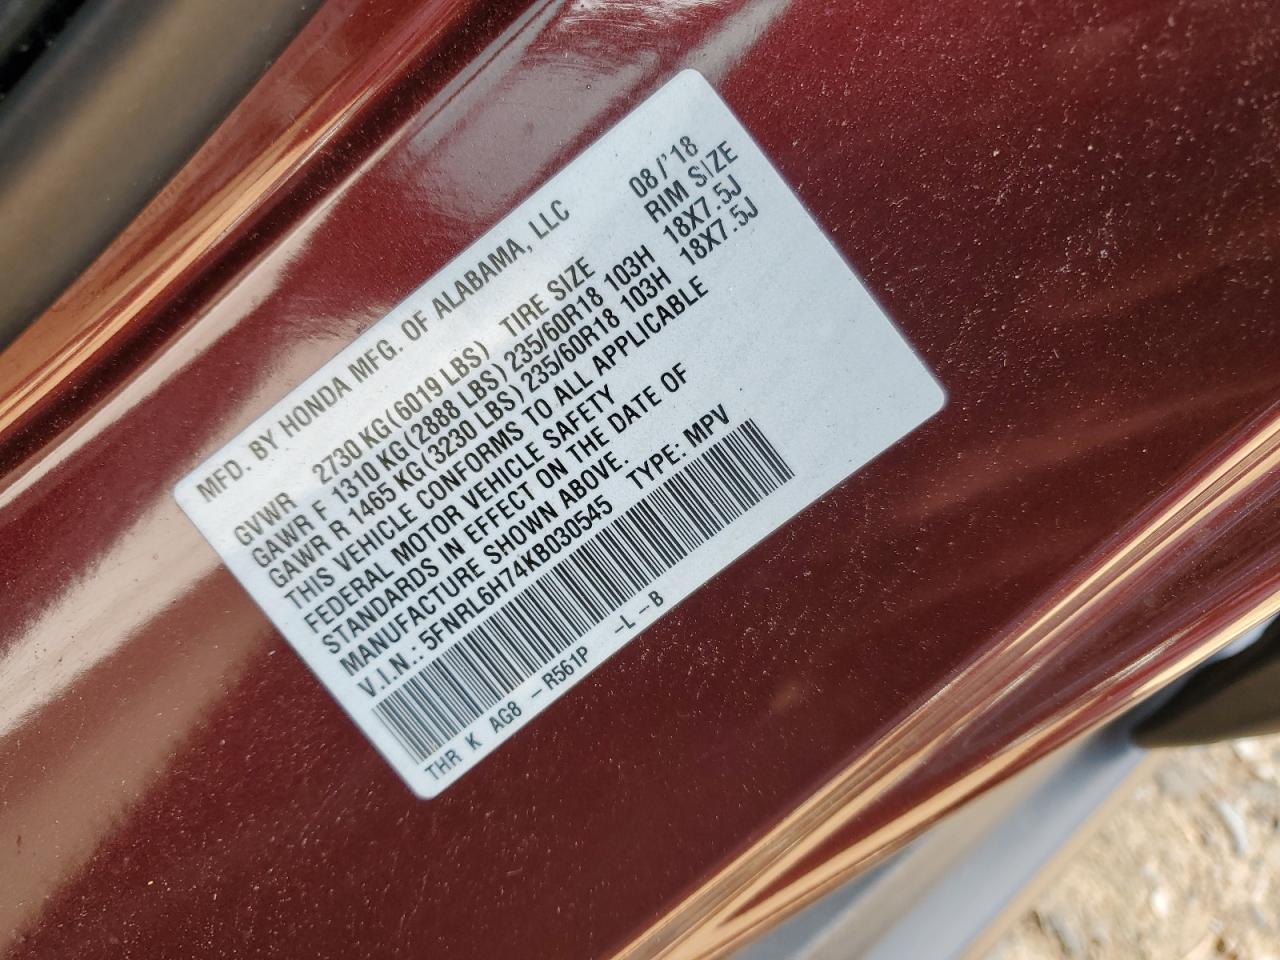 MFD. BY HONDA MFG. OF ALABAMA, LLC 08/'18
GVWR 2730 KG(6019 LBS) TIRE SIZE RIM SIZE
GAWR F 1310 KG(2888 LBS) 235/60R18 103H 18X7.5J
GAWR R 1465 KG(3230 LBS) 235/60R18 103H 18X7.5J
THIS VEHICLE CONFORMS TO ALL APPLICABLE
FEDERAL MOTOR VEHICLE SAFETY
STANDARDS IN EFFECT ON THE DATE OF
MANUFACTURE SHOWN ABOVE.
V.I.N.: 5FNRL6H74KB030545 TYPE: MPV
THR K AG8 -R561P -L-B